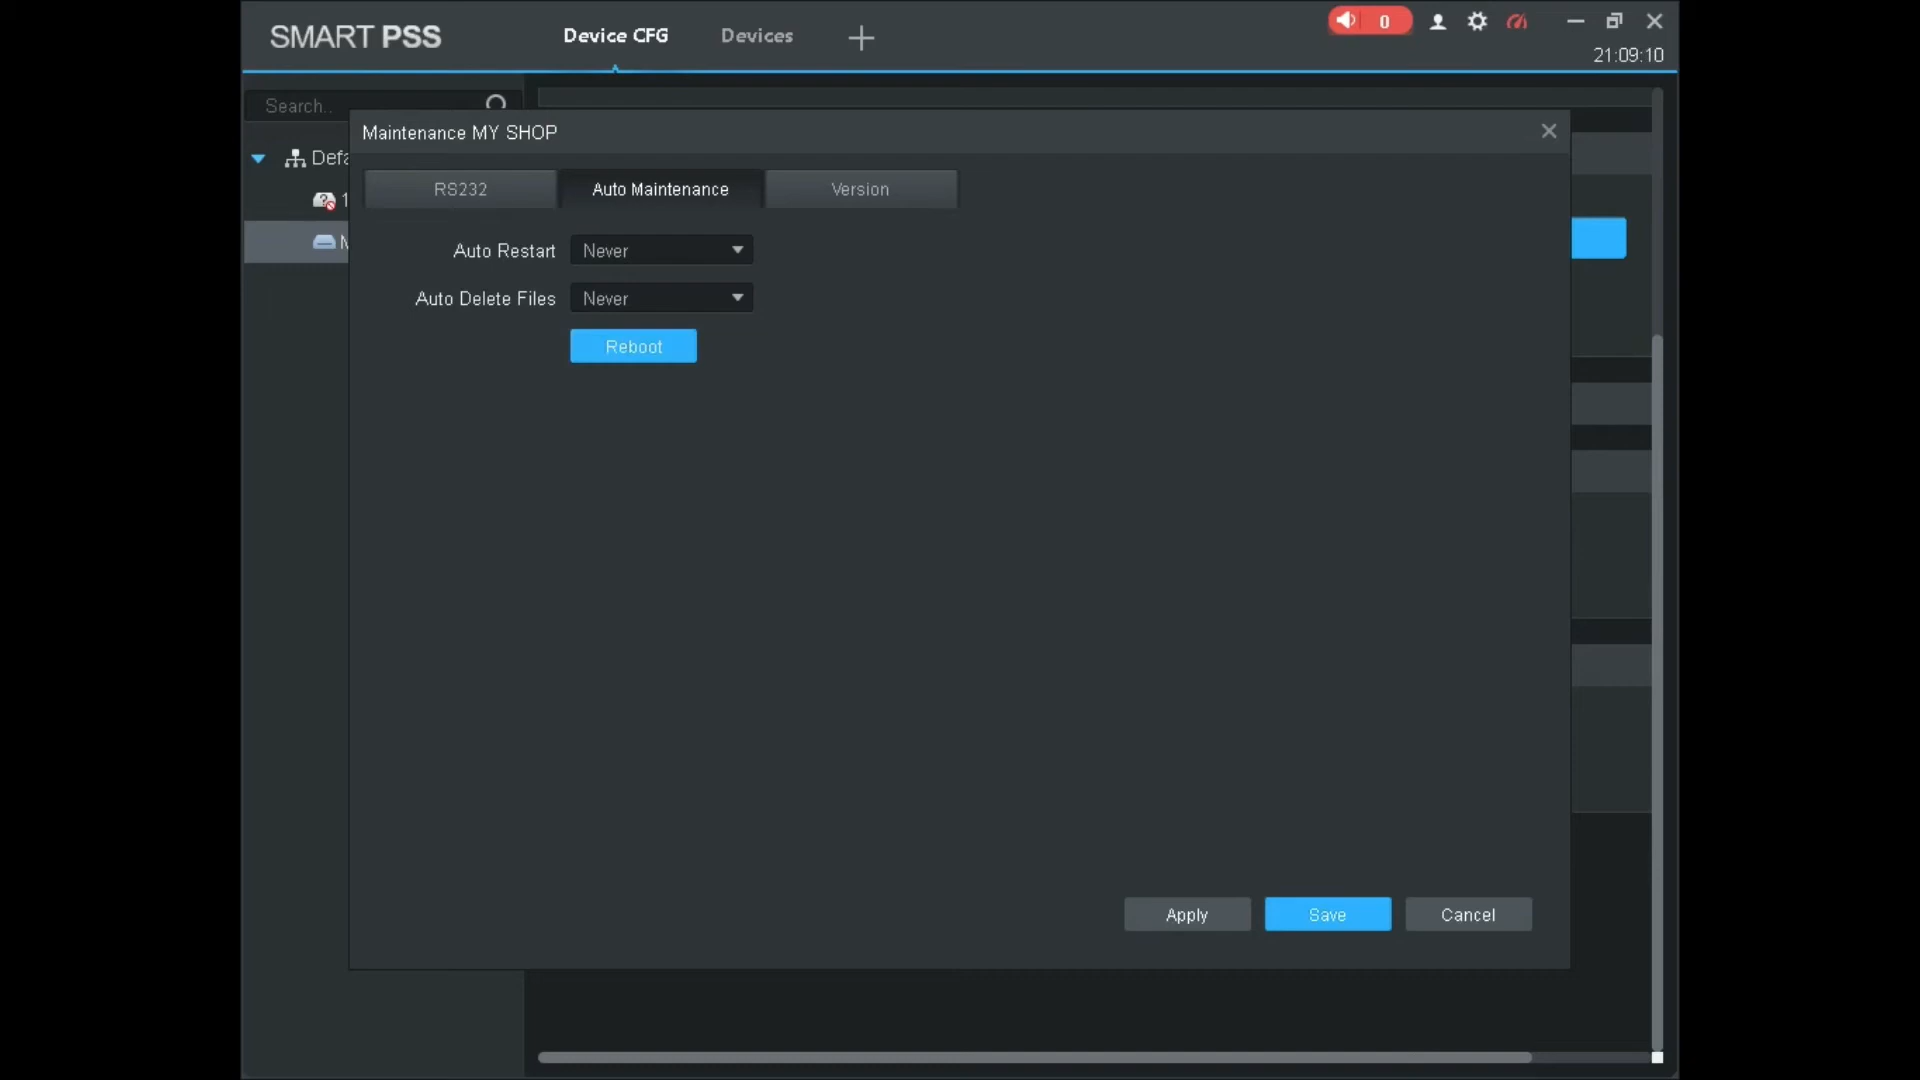 SMART PSS
Device CFG
Devices
0
21:09:10
Search..
Maintenance MY SHOP
RS232
Auto Maintenance
Version
Auto Restart
Never
Auto Delete Files
Never
Reboot
Apply
Save
Cancel